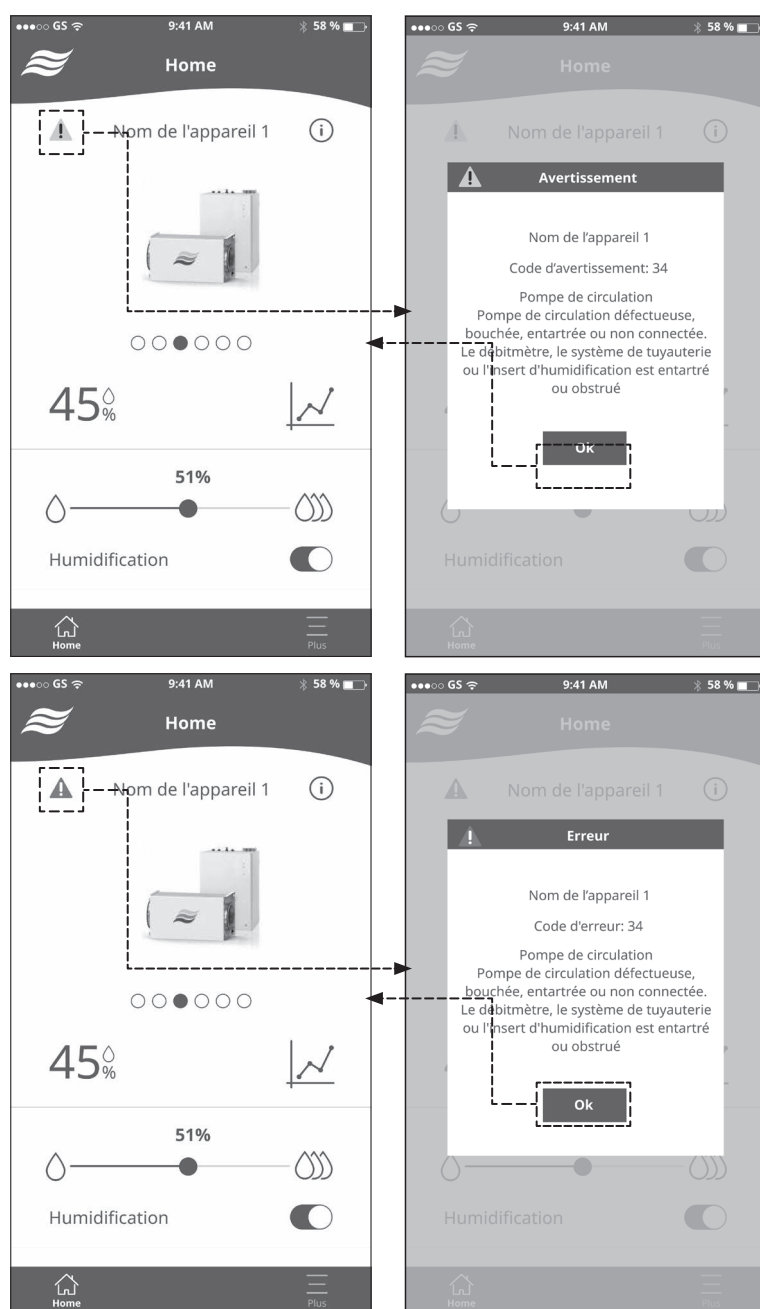 GS 9:41 AM 58 %
Home
Nom de l'appareil 1
45%
51%
Humidification
Home Plus
GS 9:41 AM 58 %
Home
Nom de l'appareil 1
Avertissement
Nom de l'appareil 1
Code d'avertissement: 34
Pompe de circulation
Pompe de circulation défectueuse,
bouchée, entartrée ou non connectée.
Le débitmètre, le système de tuyauterie
ou l'insert d'humidification est entartré
ou obstrué
Ok
Humidification
Home Plus
GS 9:41 AM 58 %
Home
Nom de l'appareil 1
45%
51%
Humidification
Home Plus
GS 9:41 AM 58 %
Home
Nom de l'appareil 1
Erreur
Nom de l'appareil 1
Code d'erreur: 34
Pompe de circulation
Pompe de circulation défectueuse,
bouchée, entartrée ou non connectée.
Le débitmètre, le système de tuyauterie
ou l'insert d'humidification est entartré
ou obstrué
Ok
Humidification
Home Plus